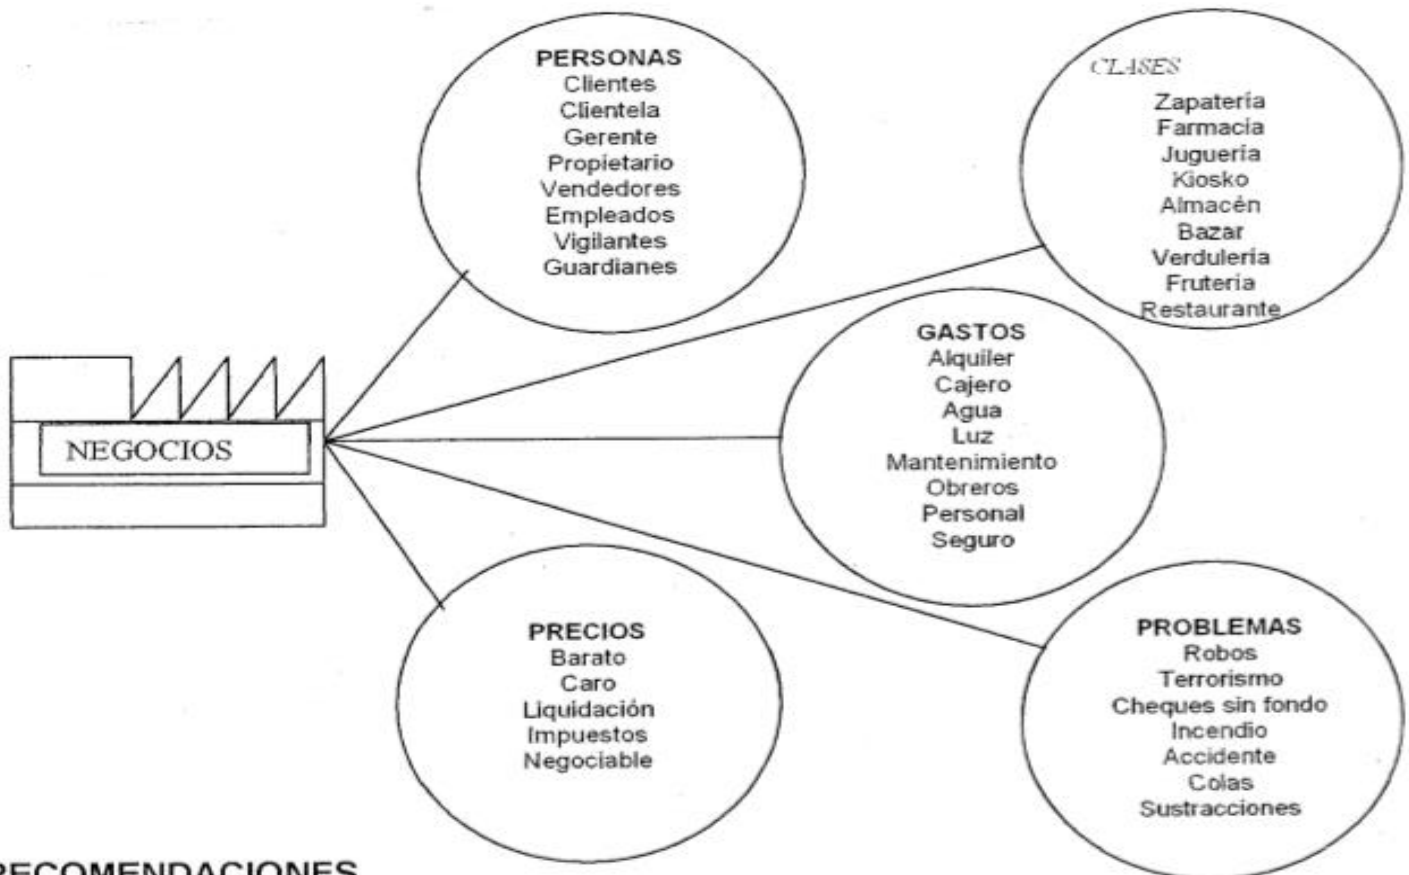 PERSONAS
Clientes
Clientela
Gerente
Propietario
Vendedores
Empleados
Vigilantes
Guardianes
CLASES
Zapatería
Farmacia
Juguería
Kiosko
Almacén
Bazar
Verdulería
Frutería
Restaurante
NEGOCIOS
GASTOS
Alquiler
Cajero
Agua
Luz
Mantenimiento
Obreros
Personal
Seguro
PRECIOS
Barato
Caro
Liquidación
Impuestos
Negociable
PROBLEMAS
Robos
Terrorismo
Cheques sin fondo
Incendio
Accidente
Colas
Sustracciones
RECOMENDACIONES